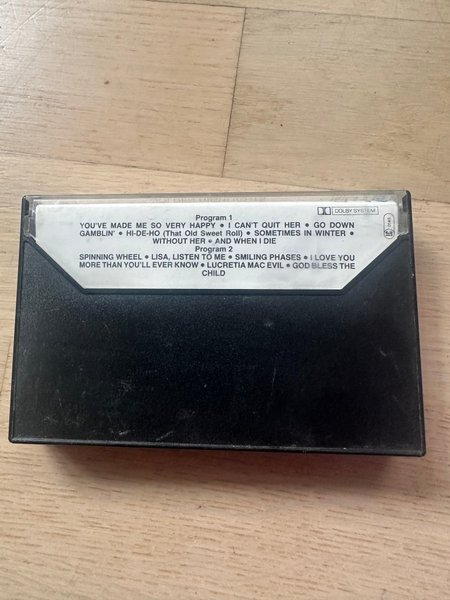 Program 1
DOLBY SYSTEM
YOU'VE MADE ME SO VERY HAPPY • I CAN'T QUIT HER • GO DOWN
GAMBLIN' • HI-DE-HO (That Old Sweet Roll) • SOMETIMES IN WINTER •
WITHOUT HER • AND WHEN I DIE
Program 2
SPINNING WHEEL • LISA, LISTEN TO ME • SMILING PHASES • I LOVE YOU
MORE THAN YOU'LL EVER KNOW • LUCRETIA MAC EVIL • GOD BLESS THE
CHILD